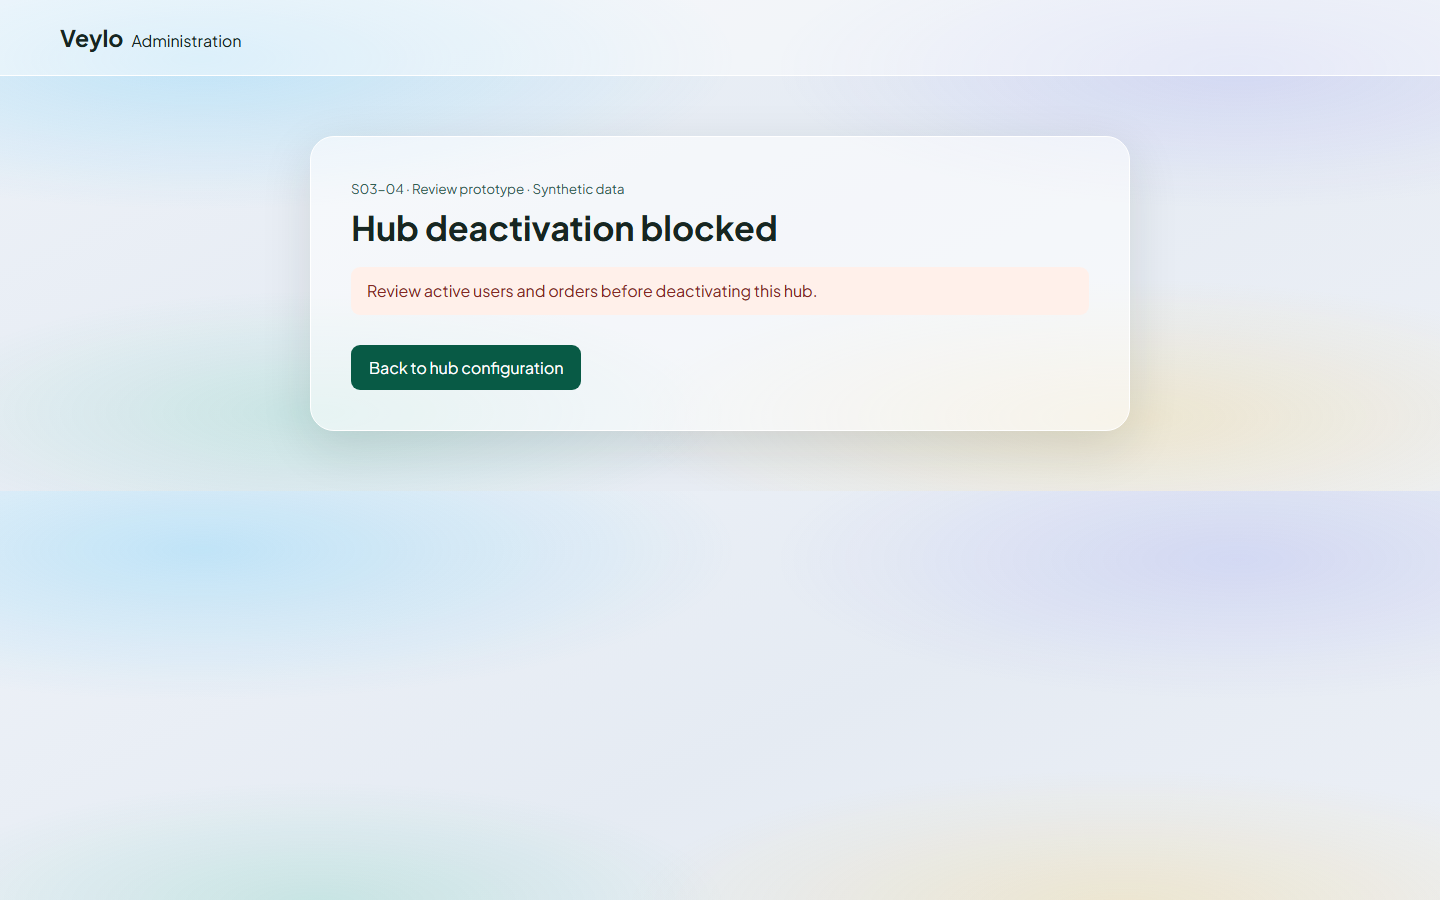 Veylo Administration
S03–04 · Review prototype · Synthetic data
Hub deactivation blocked
Review active users and orders before deactivating this hub.
Back to hub configuration